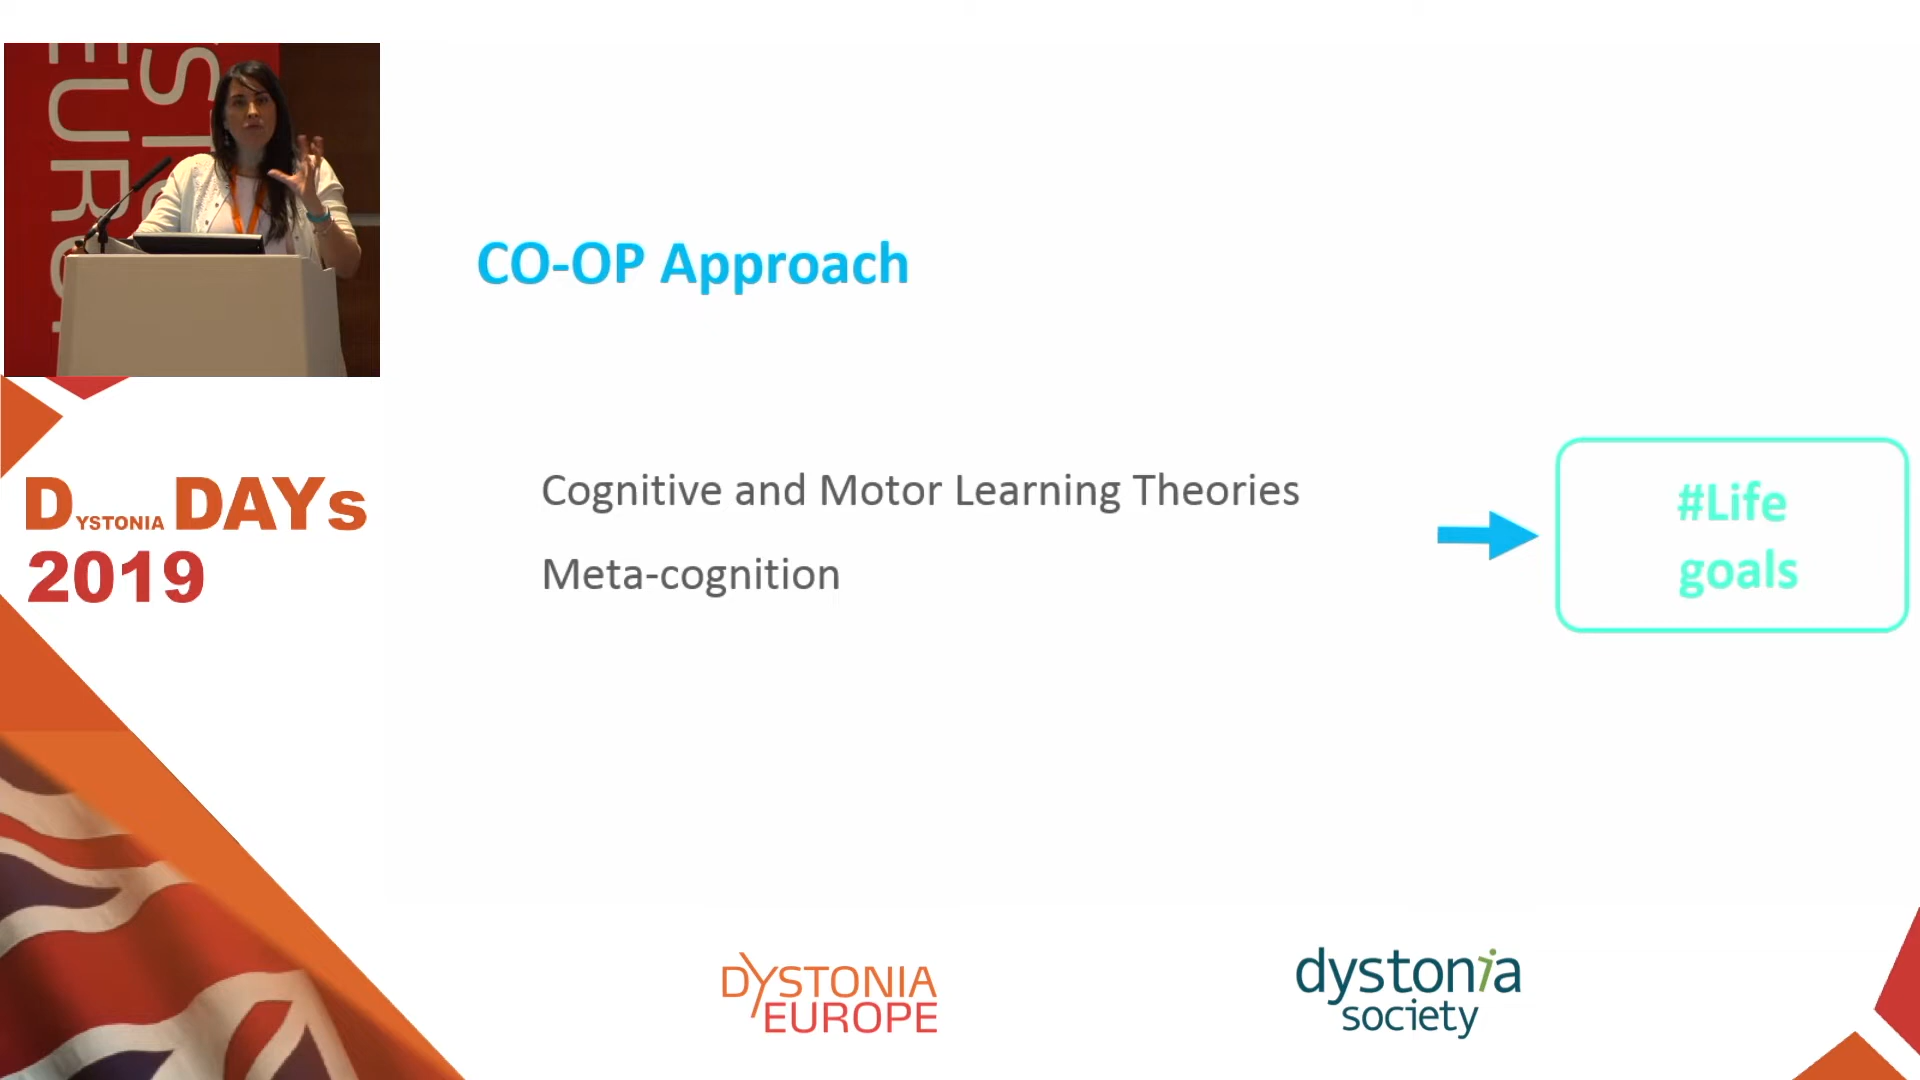 CO-OP Approach
Cognitive and Motor Learning Theories
Meta-cognition
#Life
goals
DYSTONIA DAYs
2019
DYSTONIA
EUROPE
dystonia
society